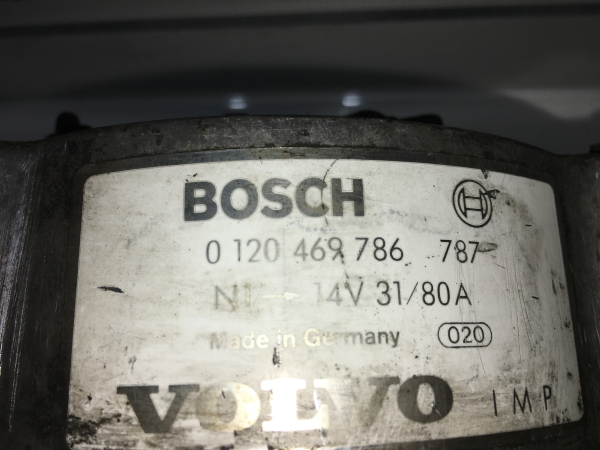 BOSCH
0 120 469 786 787
N1 → 14V 31/80A
Made in Germany 020
VOLVO IMP